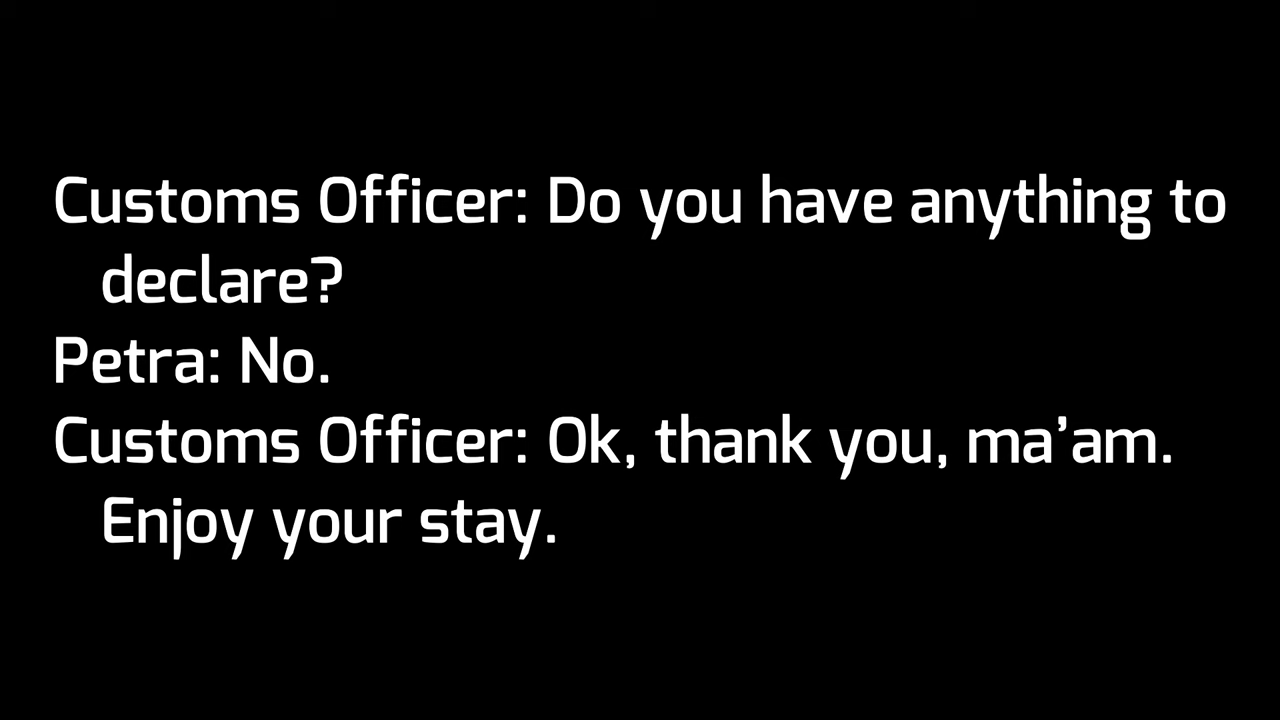 Customs Officer: Do you have anything to
declare?
Petra: No.
Customs Officer: Ok, thank you, ma’am.
Enjoy your stay.